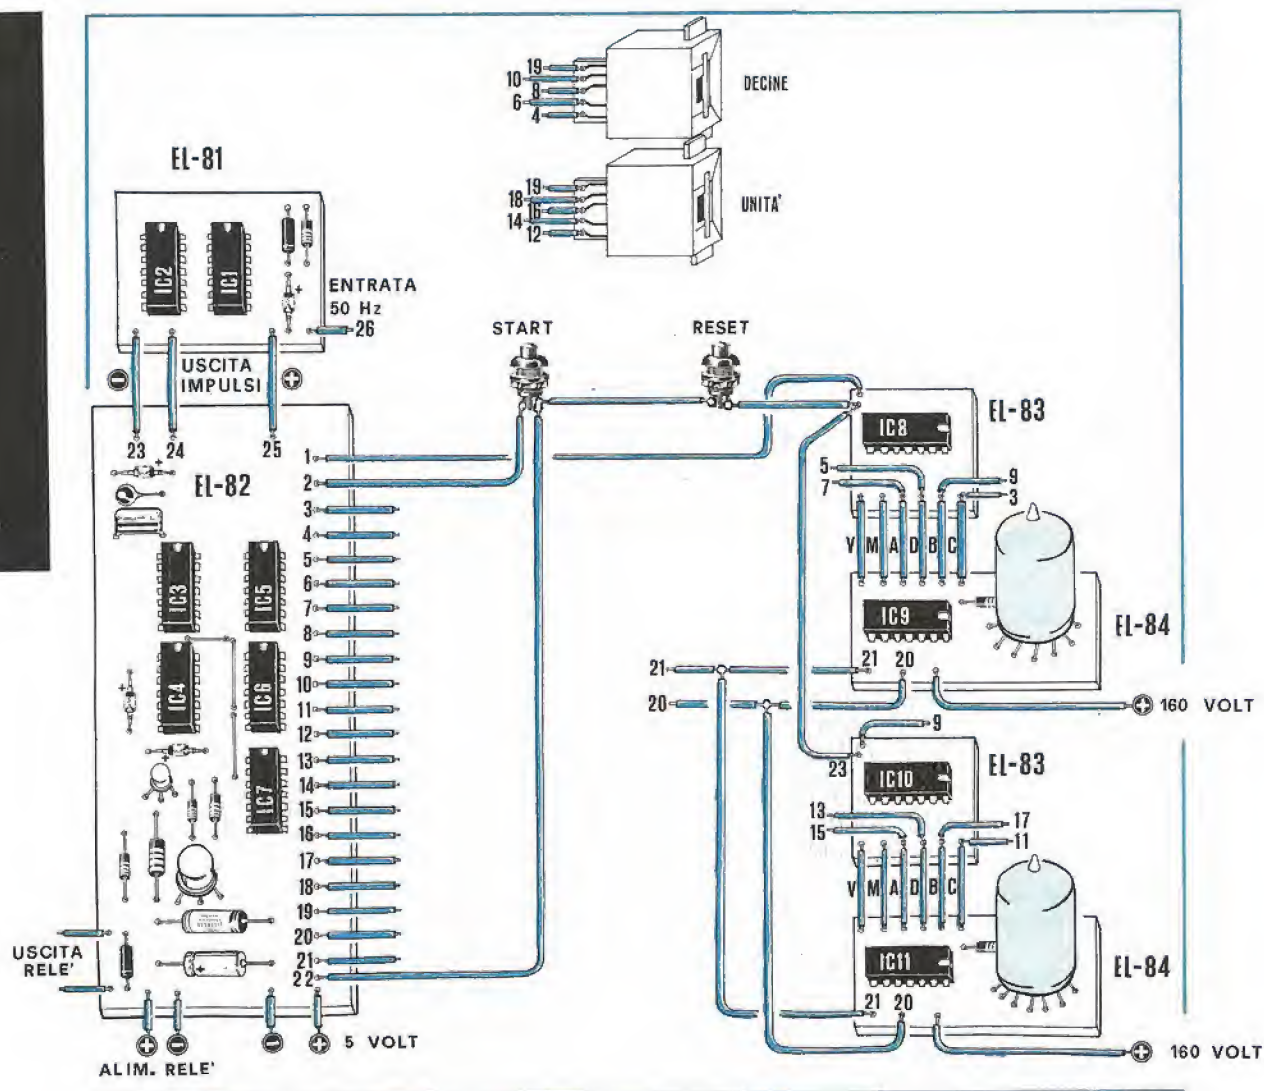 19
10
8
6
4
DECINE
EL-81
19
18
16
14
12
UNITA'
IC2
IC1
+
ENTRATA
50 Hz
26
START
RESET
USCITA
IMPULSI
23
24
25
EL-82
+
1
2
3
4
5
6
7
8
9
10
11
12
13
14
15
16
17
18
19
20
21
22
IC3
IC5
IC4
IC6
IC7
+
+
+
USCITA
RELE'
ALIM. RELE'
5 VOLT
EL-83
IC8
5
7
9
3
V M A D B C
IC9
EL-84
21
20
21
20
160 VOLT
9
23
EL-83
IC10
13
15
17
11
V M A D B C
IC11
EL-84
21
20
160 VOLT